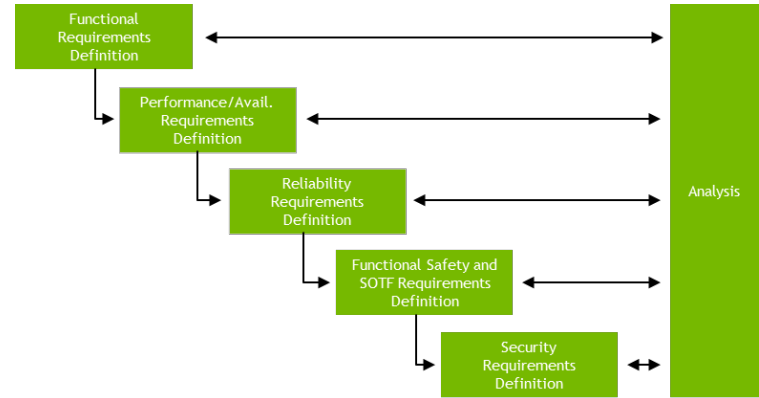 Functional
Requirements
Definition
Performance/Avail.
Requirements
Definition
Reliability
Requirements
Definition
Analysis
Functional Safety and
SOTF Requirements
Definition
Security
Requirements
Definition